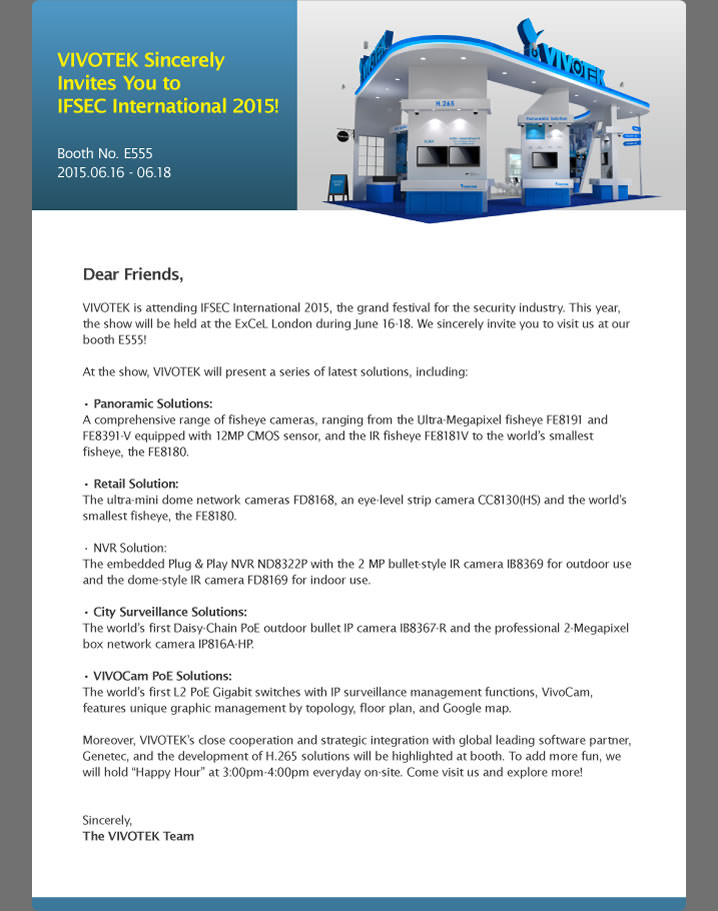 VIVOTEK Sincerely
Invites You to
IFSEC International 2015!
Booth No. E555
2015.06.16 - 06.18
VIVOTEK
H.265
Panoramic Solution
Dear Friends,
VIVOTEK is attending IFSEC International 2015, the grand festival for the security industry. This year,
the show will be held at the ExCeL London during June 16-18. We sincerely invite you to visit us at our
booth E555!
At the show, VIVOTEK will present a series of latest solutions, including:
• Panoramic Solutions:
A comprehensive range of fisheye cameras, ranging from the Ultra-Megapixel fisheye FE8191 and
FE8391-V equipped with 12MP CMOS sensor, and the IR fisheye FE8181V to the world's smallest
fisheye, the FE8180.
• Retail Solution:
The ultra-mini dome network cameras FD8168, an eye-level strip camera CC8130(HS) and the world's
smallest fisheye, the FE8180.
• NVR Solution:
The embedded Plug & Play NVR ND8322P with the 2 MP bullet-style IR camera IB8369 for outdoor use
and the dome-style IR camera FD8169 for indoor use.
• City Surveillance Solutions:
The world's first Daisy-Chain PoE outdoor bullet IP camera IB8367-R and the professional 2-Megapixel
box network camera IP816A-HP.
• VIVOCam PoE Solutions:
The world's first L2 PoE Gigabit switches with IP surveillance management functions, VivoCam,
features unique graphic management by topology, floor plan, and Google map.
Moreover, VIVOTEK's close cooperation and strategic integration with global leading software partner,
Genetec, and the development of H.265 solutions will be highlighted at booth. To add more fun, we
will hold “Happy Hour” at 3:00pm-4:00pm everyday on-site. Come visit us and explore more!
Sincerely,
The VIVOTEK Team